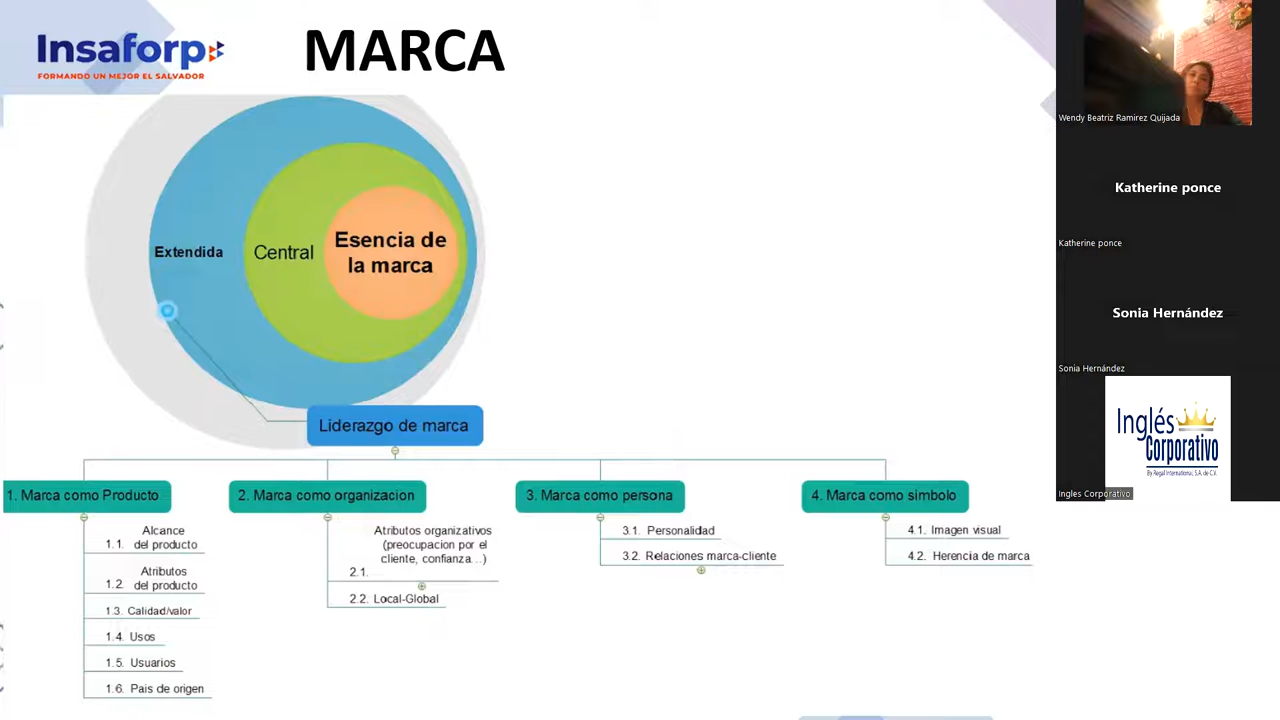 Insaforp
FORMANDO UN MEJOR EL SALVADOR
MARCA
Extendida
Central
Esencia de
la marca
Liderazgo de marca
1. Marca como Producto
Alcance
1.1. del producto
Atributos
1.2. del producto
1.3. Calidad/valor
1.4. Usos
1.5. Usuarios
1.6. Pais de origen
2. Marca como organizacion
Atributos organizativos
(preocupacion por el
cliente, confianza...)
2.1.
2.2. Local-Global
3. Marca como persona
3.1. Personalidad
3.2. Relaciones marca-cliente
4. Marca como simbolo
4.1. Imagen visual
4.2. Herencia de marca
Wendy Beatriz Ramirez Quijada
Katherine ponce
Katherine ponce
Sonia Hernández
Sonia Hernández
Inglés
Corporativo
By Regal International, S.A. de C.V.
Ingles Corporativo